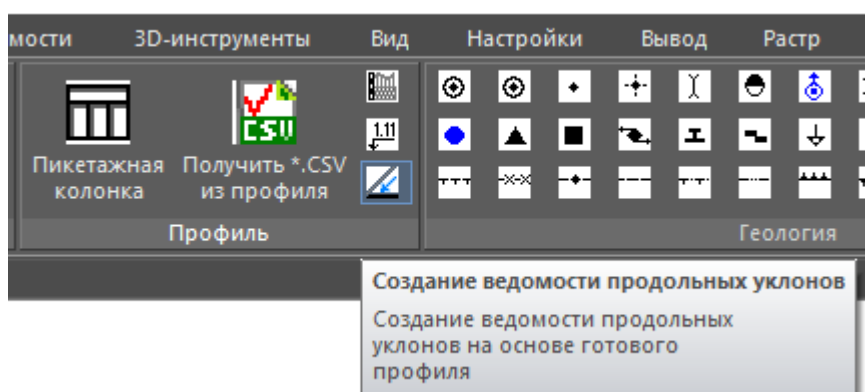 мости 3D-инструменты Вид Настройки Вывод Растр
1.11
CSV
Пикетажная колонка
Получить *.CSV из профиля
Профиль
Геология
Создание ведомости продольных уклонов
Создание ведомости продольных
уклонов на основе готового
профиля